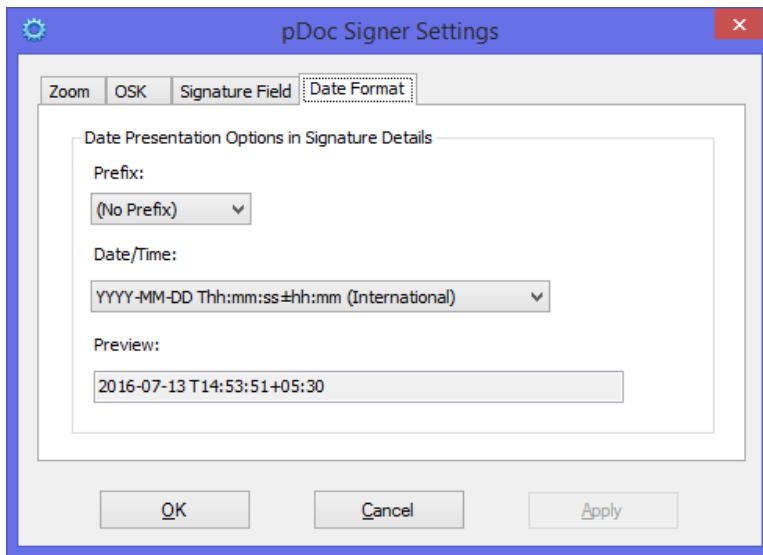 pDoc Signer Settings
Zoom OSK Signature Field Date Format
Date Presentation Options in Signature Details
Prefix:
(No Prefix)
Date/Time:
YYYY-MM-DD Thh:mm:ss±hh:mm (International)
Preview:
2016-07-13 T14:53:51+05:30
OK Cancel Apply